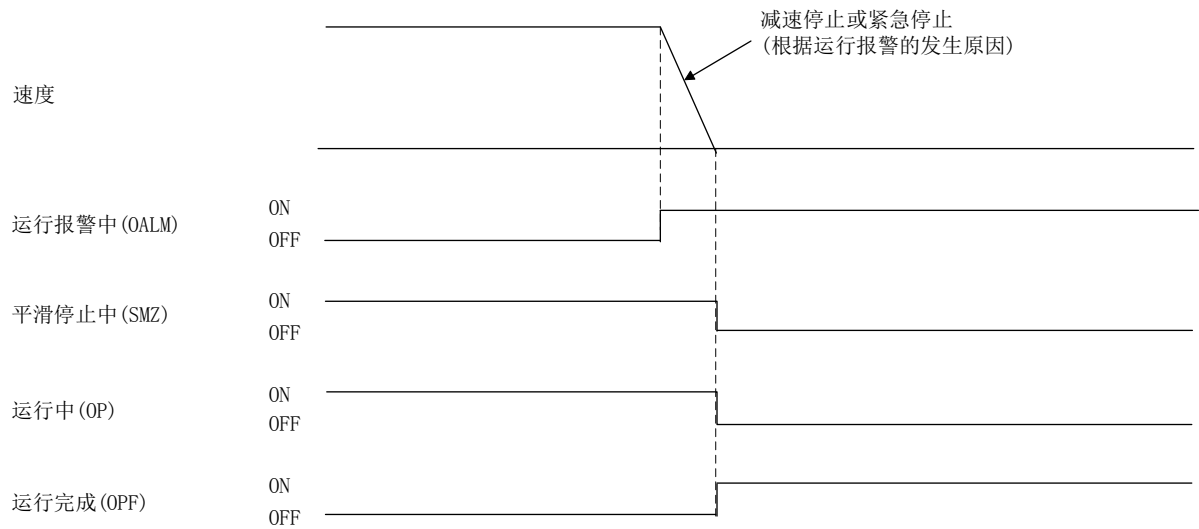 减速停止或紧急停止
(根据运行报警的发生原因)
速度
运行报警中(OALM)
ON
OFF
平滑停止中(SMZ)
ON
OFF
运行中(OP)
ON
OFF
运行完成(OPF)
ON
OFF